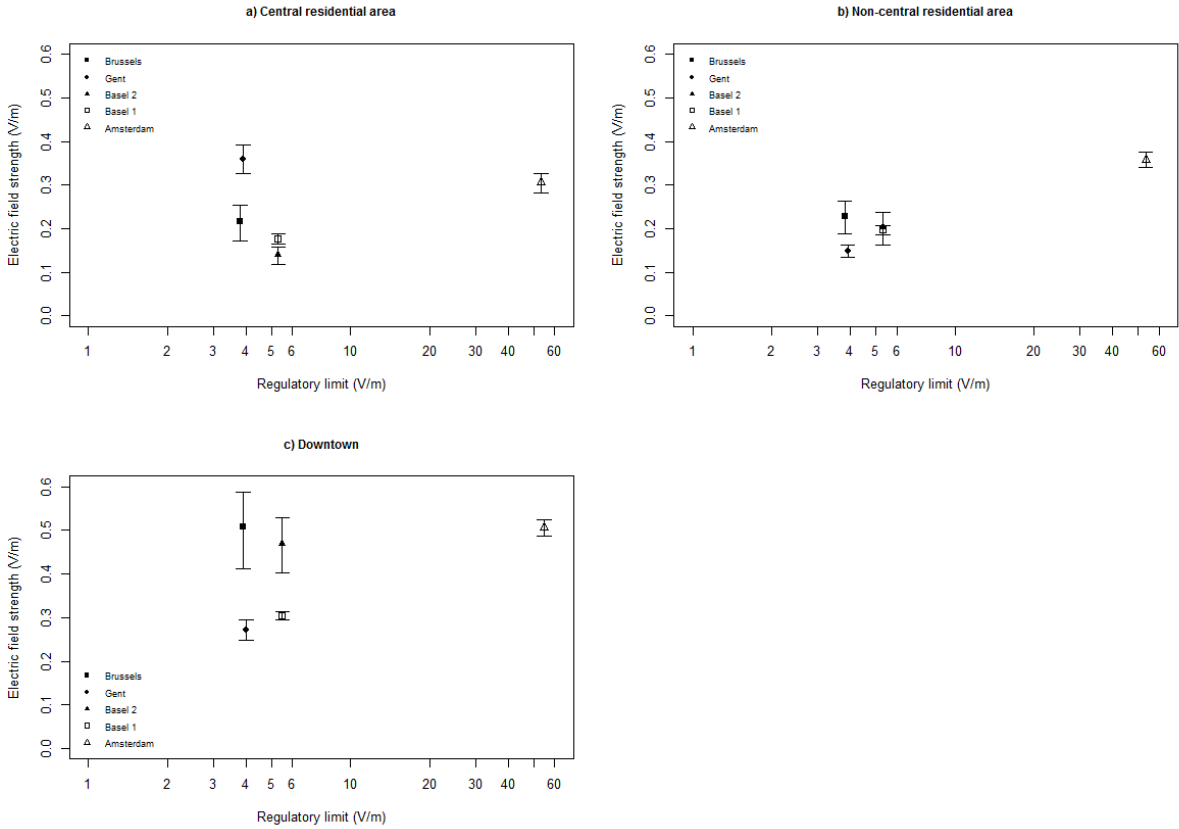 a) Central residential area
Electric field strength (V/m)
0.6
0.5
0.4
0.3
0.2
0.1
0.0
Brussels
Gent
Basel 2
Basel 1
Amsterdam
1 2 3 4 5 6 10 20 30 40 60
Regulatory limit (V/m)
b) Non-central residential area
Electric field strength (V/m)
0.6
0.5
0.4
0.3
0.2
0.1
0.0
Brussels
Gent
Basel 2
Basel 1
Amsterdam
1 2 3 4 5 6 10 20 30 40 60
Regulatory limit (V/m)
c) Downtown
Electric field strength (V/m)
0.6
0.5
0.4
0.3
0.2
0.1
0.0
Brussels
Gent
Basel 2
Basel 1
Amsterdam
1 2 3 4 5 6 10 20 30 40 60
Regulatory limit (V/m)